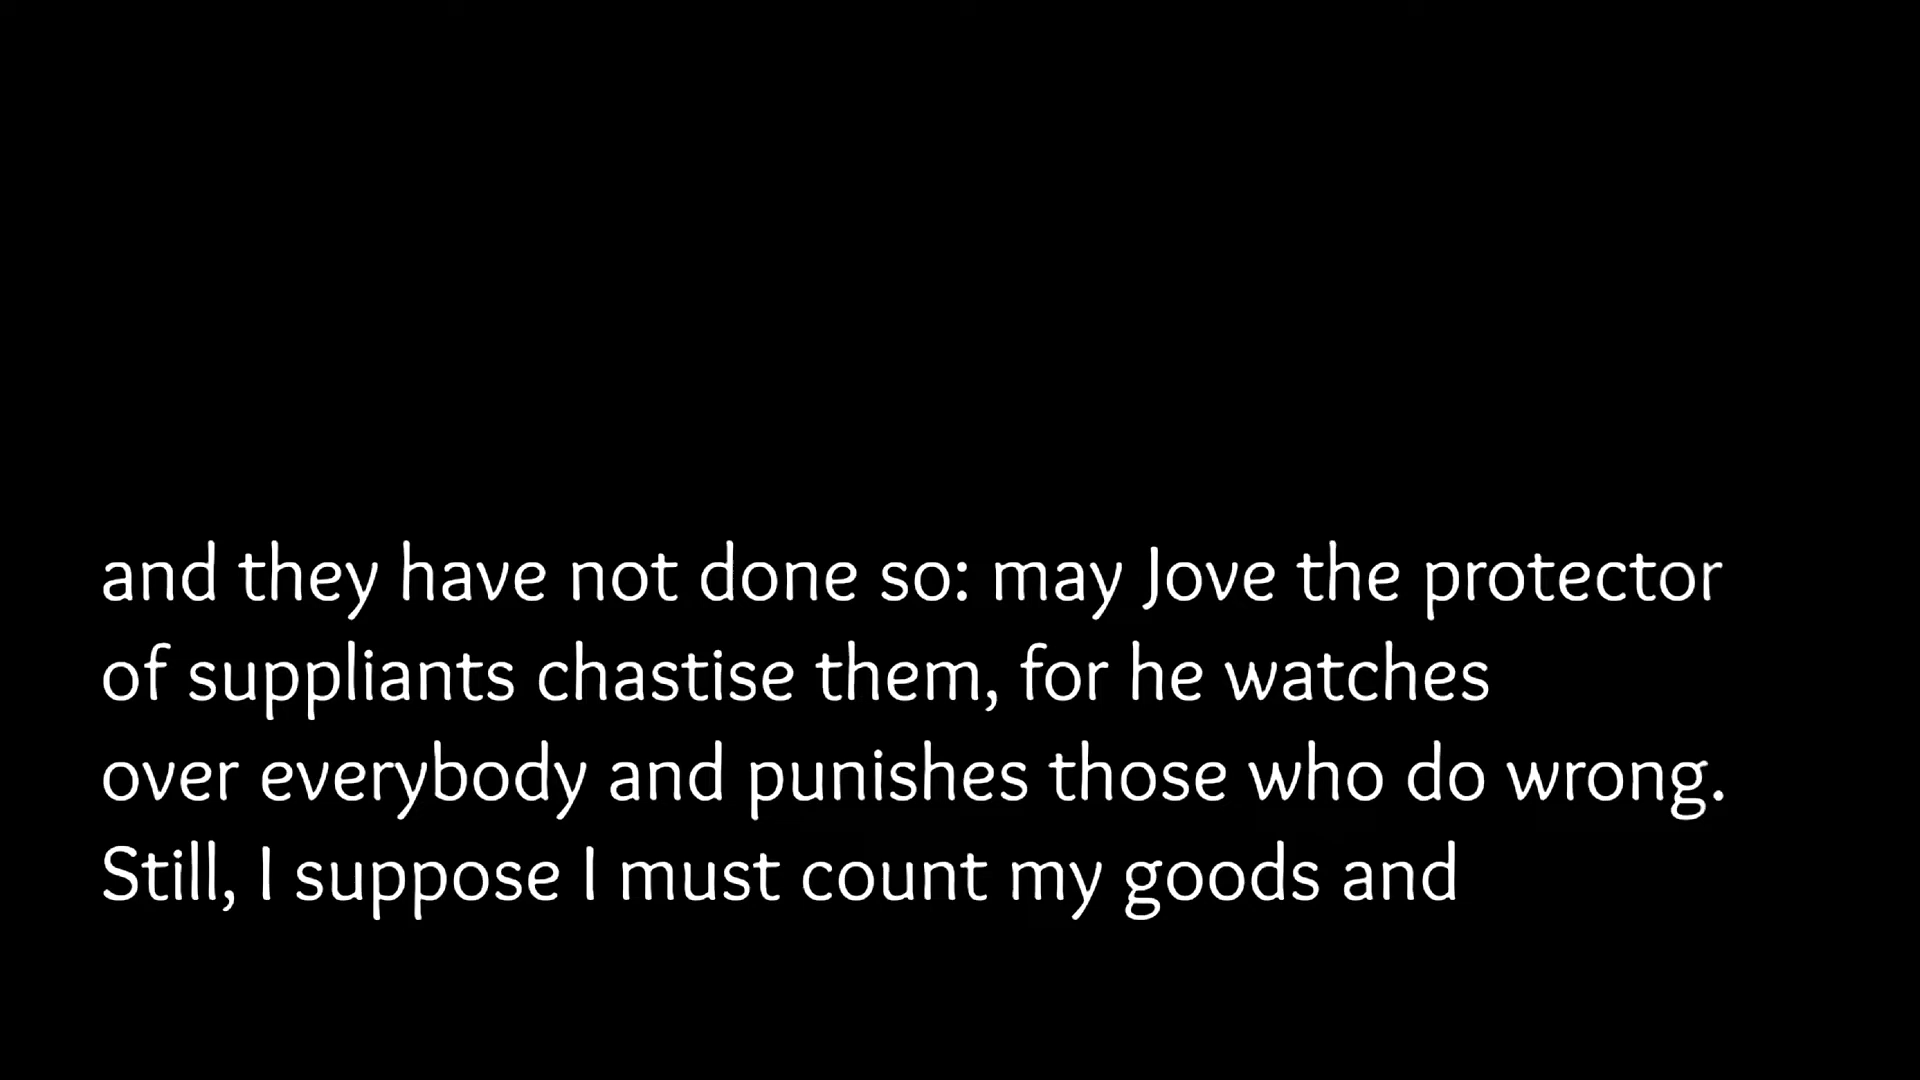 and they have not done so: may Jove the protector
of suppliants chastise them, for he watches
over everybody and punishes those who do wrong.
Still, I suppose I must count my goods and